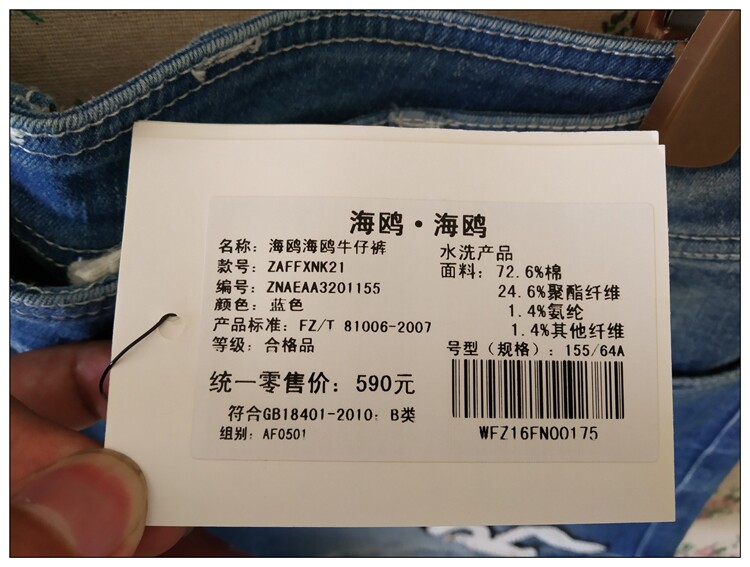 海鸥·海鸥
名称：海鸥海鸥牛仔裤
款号：ZAFFXNK21
编号：ZNAEAA3201155
颜色：蓝色
产品标准：FZ/T 81006-2007
等级：合格品
统一零售价：590元
符合GB18401-2010：B类
组别：AF0501
水洗产品
面料：72.6%棉
24.6%聚酯纤维
1.4%氨纶
1.4%其他纤维
号型（规格）：155/64A
WFZ16FN00175